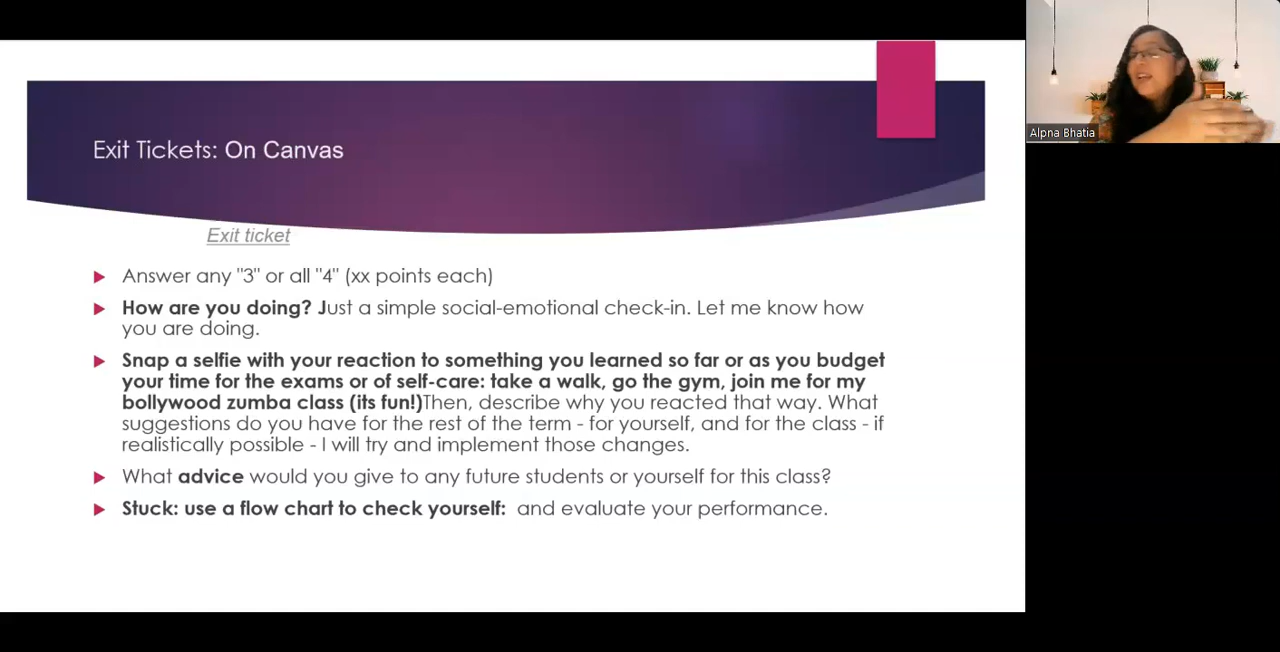 Alpna Bhatia
Exit Tickets: On Canvas
Exit ticket
Answer any "3" or all "4" (xx points each)
How are you doing? Just a simple social-emotional check-in. Let me know how
you are doing.
Snap a selfie with your reaction to something you learned so far or as you budget
your time for the exams or of self-care: take a walk, go the gym, join me for my
bollywood zumba class (its fun!)Then, describe why you reacted that way. What
suggestions do you have for the rest of the term - for yourself, and for the class - if
realistically possible - I will try and implement those changes.
What advice would you give to any future students or yourself for this class?
Stuck: use a flow chart to check yourself:  and evaluate your performance.